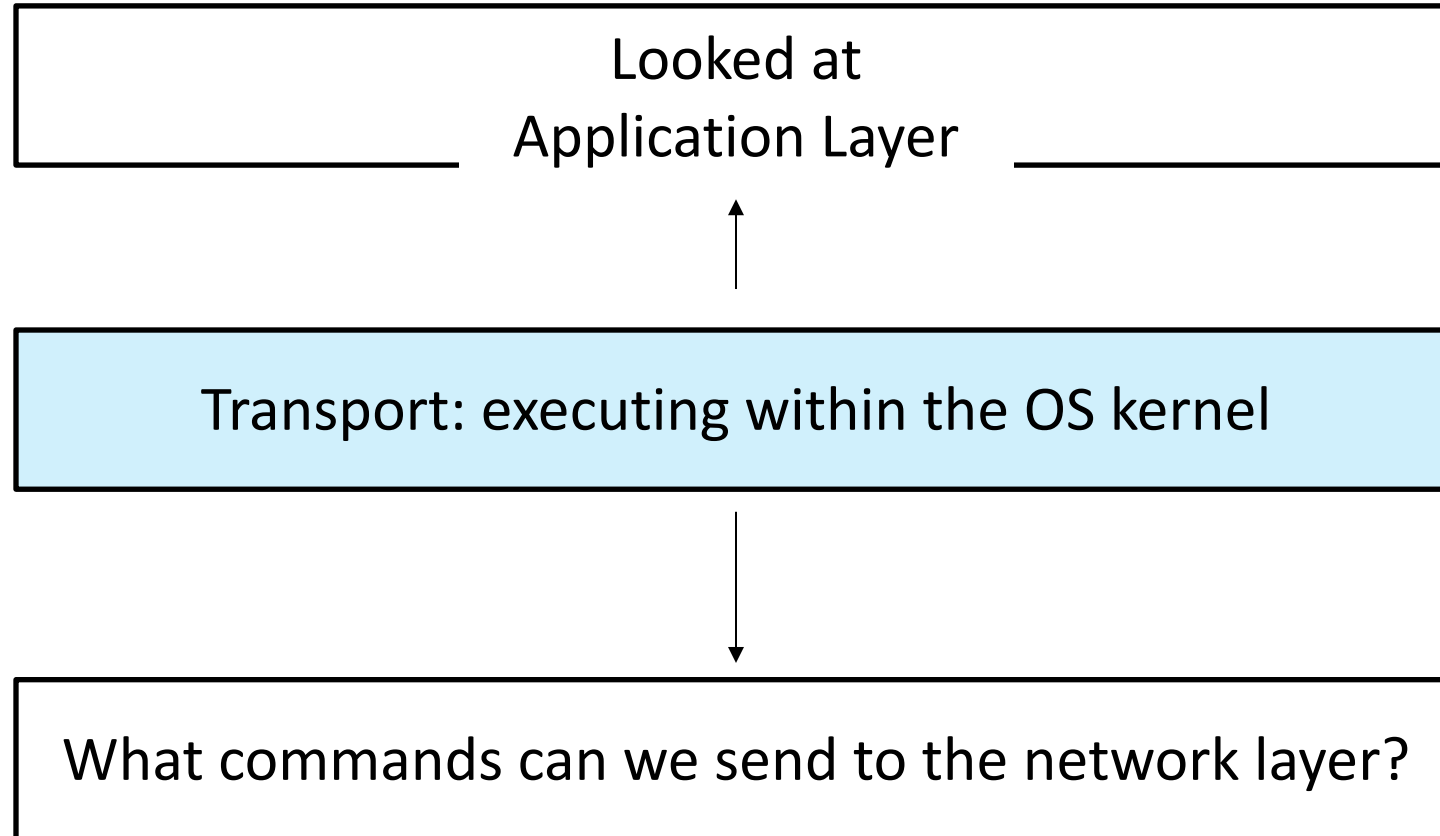 Looked at
Application Layer
Transport: executing within the OS kernel
What commands can we send to the network layer?